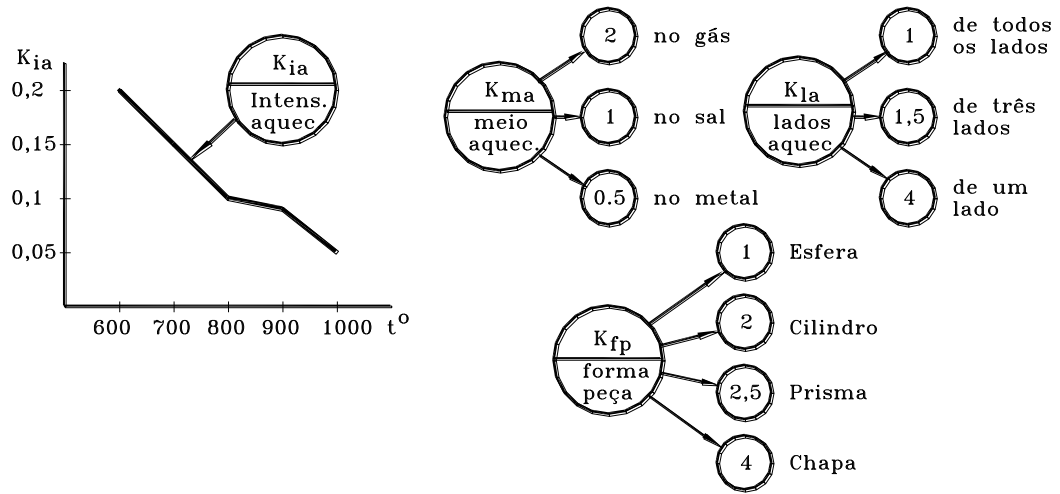 Kia
0,2
0,15
0,1
0,05
600 700 800 900 1000 tº
Kia
Intens.
aquec.
Kma
meio
aquec.
2 no gás
1 no sal
0.5 no metal
Kla
lados
aquec.
1 de todos
os lados
1,5 de três
lados
4 de um
lado
Kfp
forma
peça
1 Esfera
2 Cilindro
2,5 Prisma
4 Chapa